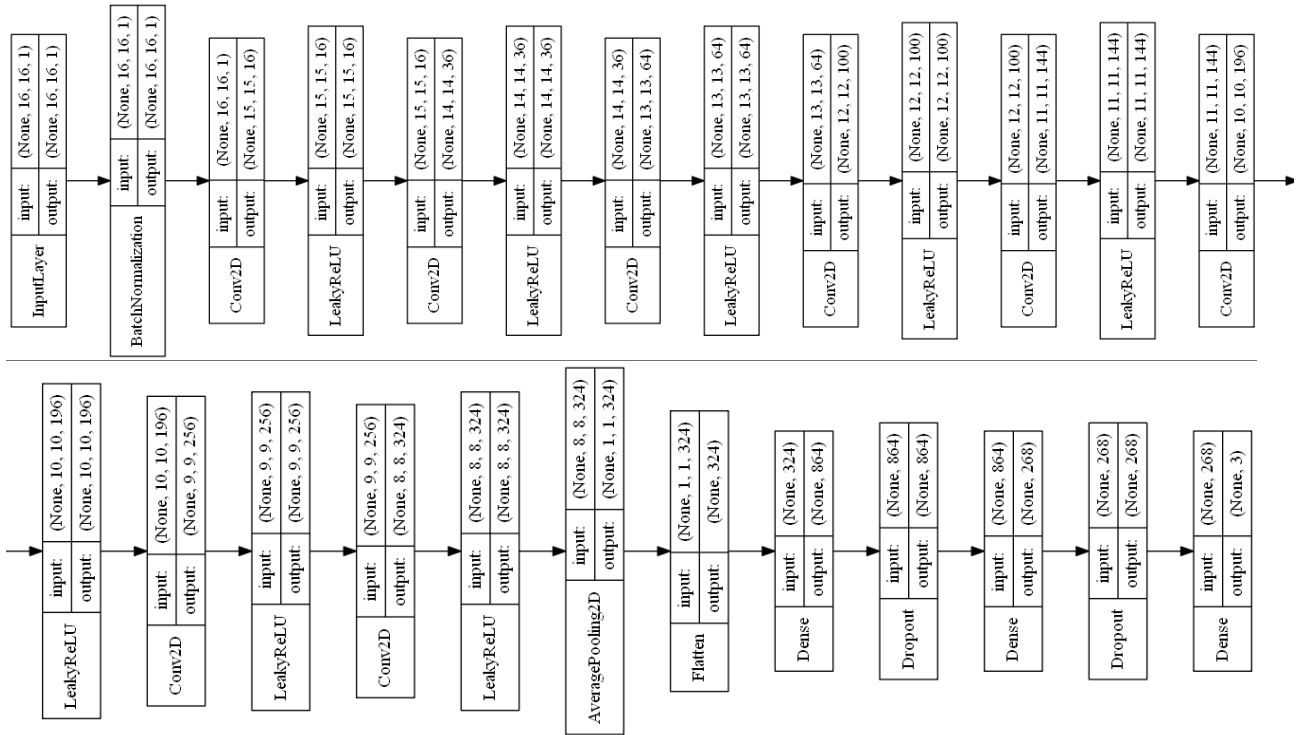 InputLayer input: (None, 16, 16, 1)
output: (None, 16, 16, 1)
BatchNormalization input: (None, 16, 16, 1)
output: (None, 16, 16, 1)
Conv2D input: (None, 16, 16, 1)
output: (None, 15, 15, 16)
LeakyReLU input: (None, 15, 15, 16)
output: (None, 15, 15, 16)
Conv2D input: (None, 15, 15, 16)
output: (None, 14, 14, 36)
LeakyReLU input: (None, 14, 14, 36)
output: (None, 14, 14, 36)
Conv2D input: (None, 14, 14, 36)
output: (None, 13, 13, 64)
LeakyReLU input: (None, 13, 13, 64)
output: (None, 13, 13, 64)
Conv2D input: (None, 13, 13, 64)
output: (None, 12, 12, 100)
LeakyReLU input: (None, 12, 12, 100)
output: (None, 12, 12, 100)
Conv2D input: (None, 12, 12, 100)
output: (None, 11, 11, 144)
LeakyReLU input: (None, 11, 11, 144)
output: (None, 11, 11, 144)
Conv2D input: (None, 11, 11, 144)
output: (None, 10, 10, 196)
LeakyReLU input: (None, 10, 10, 196)
output: (None, 10, 10, 196)
Conv2D input: (None, 10, 10, 196)
output: (None, 9, 9, 256)
LeakyReLU input: (None, 9, 9, 256)
output: (None, 9, 9, 256)
Conv2D input: (None, 9, 9, 256)
output: (None, 8, 8, 324)
LeakyReLU input: (None, 8, 8, 324)
output: (None, 8, 8, 324)
AveragePooling2D input: (None, 8, 8, 324)
output: (None, 1, 1, 324)
Flatten input: (None, 1, 1, 324)
output: (None, 324)
Dense input: (None, 324)
output: (None, 864)
Dropout input: (None, 864)
output: (None, 864)
Dense input: (None, 864)
output: (None, 268)
Dropout input: (None, 268)
output: (None, 268)
Dense input: (None, 268)
output: (None, 3)